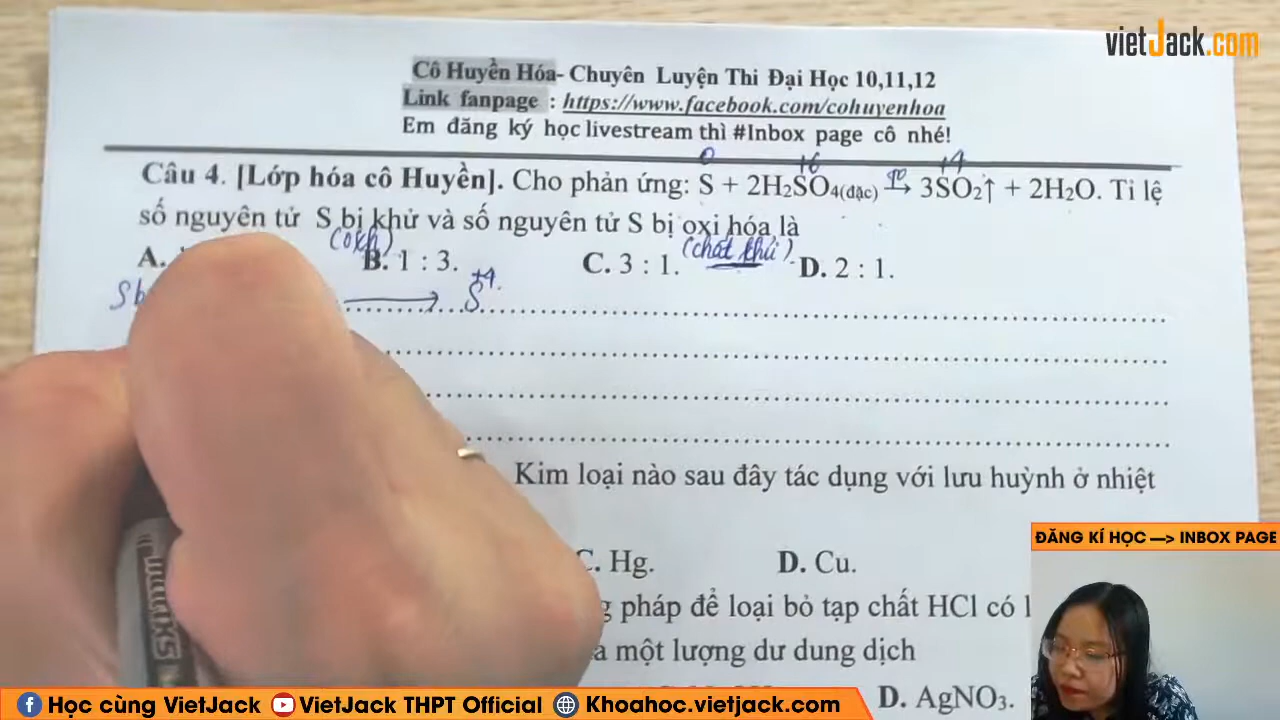 vietJack.com
Cô Huyền Hóa- Chuyên Luyện Thi Đại Học 10,11,12
Link fanpage : https://www.facebook.com/cohuyenhoa
Em đăng ký học livestream thì #Inbox page cô nhé!
0 +6 +4
Câu 4. [Lớp hóa cô Huyền]. Cho phản ứng: S + 2H₂SO₄(đặc) → 3SO₂↑ + 2H₂O. Tỉ lệ
số nguyên tử S bị khử và số nguyên tử S bị oxi hóa là
(oxh) (chất khử)
A. B. 1 : 3. C. 3 : 1. D. 2 : 1.
S b → S +4
Kim loại nào sau đây tác dụng với lưu huỳnh ở nhiệt
C. Hg. D. Cu.
pháp để loại bỏ tạp chất HCl có
một lượng dư dung dịch
D. AgNO₃.
ĐĂNG KÍ HỌC —> INBOX PAGE
Học cùng VietJack VietJack THPT Official Khoahoc.vietjack.com